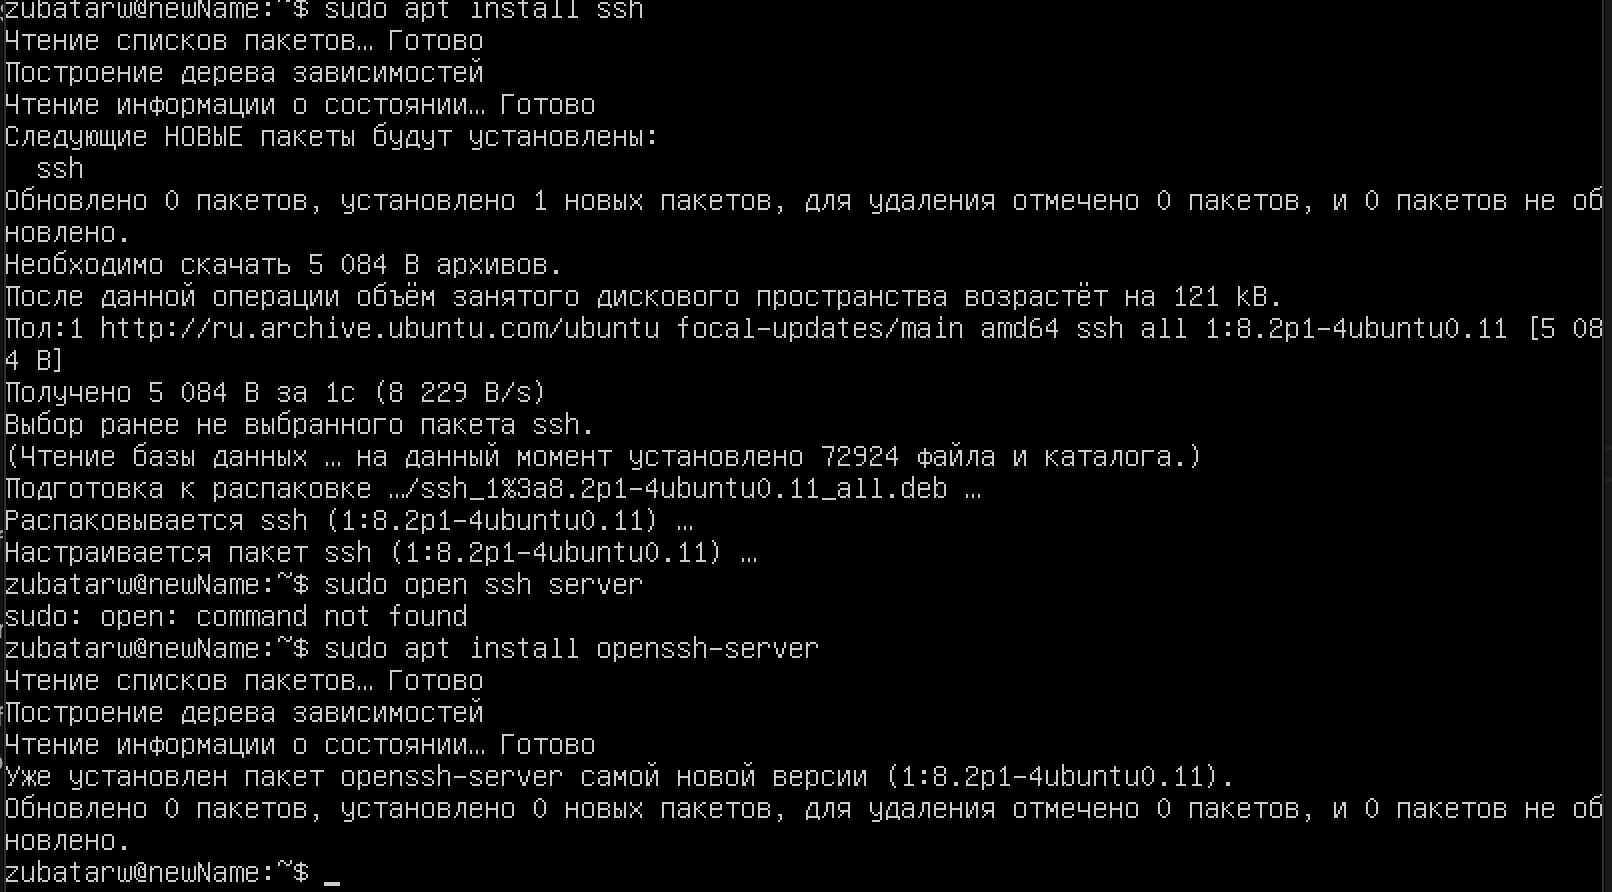 zubatarw@newName:~$ sudo apt install ssh
Чтение списков пакетов… Готово
Построение дерева зависимостей
Чтение информации о состоянии… Готово
Следующие НОВЫЕ пакеты будут установлены:
  ssh
Обновлено 0 пакетов, установлено 1 новых пакетов, для удаления отмечено 0 пакетов, и 0 пакетов не об
новлено.
Необходимо скачать 5 084 B архивов.
После данной операции объём занятого дискового пространства возрастёт на 121 kB.
Пол:1 http://ru.archive.ubuntu.com/ubuntu focal-updates/main amd64 ssh all 1:8.2p1-4ubuntu0.11 [5 08
4 B]
Получено 5 084 B за 1с (8 229 B/s)
Выбор ранее не выбранного пакета ssh.
(Чтение базы данных … на данный момент установлено 72924 файла и каталога.)
Подготовка к распаковке …/ssh_1%3a8.2p1-4ubuntu0.11_all.deb …
Распаковывается ssh (1:8.2p1-4ubuntu0.11) …
Настраивается пакет ssh (1:8.2p1-4ubuntu0.11) …
zubatarw@newName:~$ sudo open ssh server
sudo: open: command not found
zubatarw@newName:~$ sudo apt install openssh-server
Чтение списков пакетов… Готово
Построение дерева зависимостей
Чтение информации о состоянии… Готово
Уже установлен пакет openssh-server самой новой версии (1:8.2p1-4ubuntu0.11).
Обновлено 0 пакетов, установлено 0 новых пакетов, для удаления отмечено 0 пакетов, и 0 пакетов не об
новлено.
zubatarw@newName:~$ _